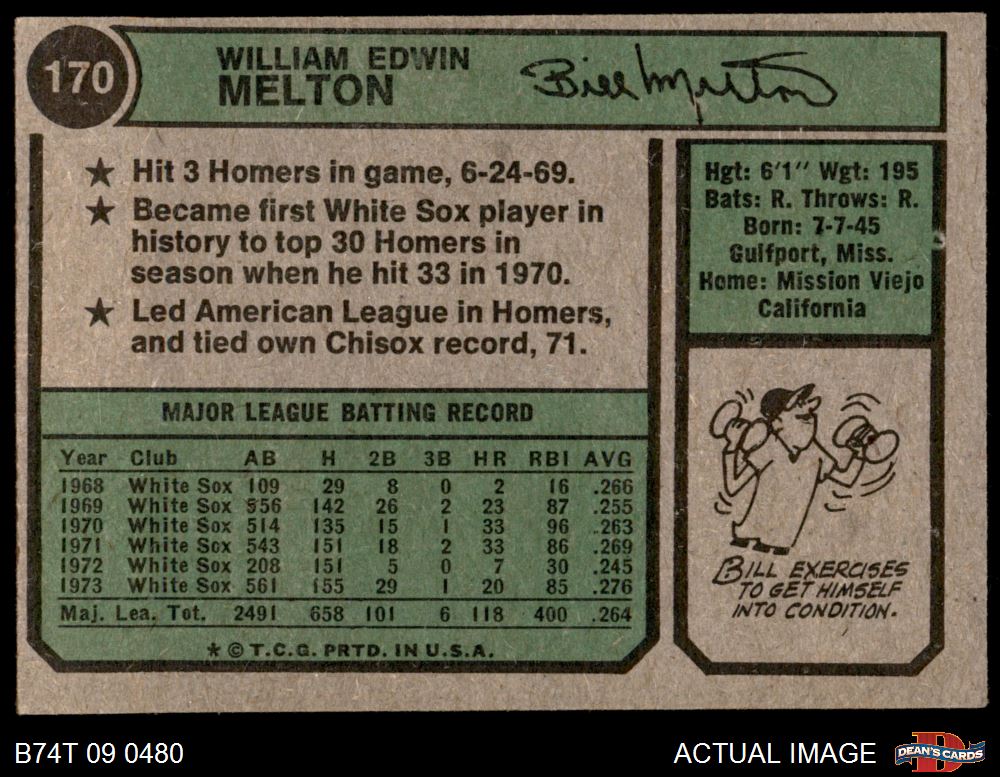 170
WILLIAM EDWIN
MELTON
Bill Melton
★ Hit 3 Homers in game, 6-24-69.
★ Became first White Sox player in
history to top 30 Homers in
season when he hit 33 in 1970.
★ Led American League in Homers,
and tied own Chisox record, 71.
Hgt: 6'1'' Wgt: 195
Bats: R. Throws: R.
Born: 7-7-45
Gulfport, Miss.
Home: Mission Viejo
California
MAJOR LEAGUE BATTING RECORD
Year Club AB H 2B 3B HR RBI AVG
1968 White Sox 109 29 8 0 2 16 .266
1969 White Sox 556 142 26 2 23 87 .255
1970 White Sox 514 135 15 1 33 96 .263
1971 White Sox 543 151 18 2 33 86 .269
1972 White Sox 208 151 5 0 7 30 .245
1973 White Sox 561 155 29 1 20 85 .276
Maj. Lea. Tot. 2491 658 101 6 118 400 .264
★ © T.C.G. PRTD. IN U.S.A.
BILL EXERCISES
TO GET HIMSELF
INTO CONDITION.
B74T 09 0480
ACTUAL IMAGE
D
DEAN'S CARDS